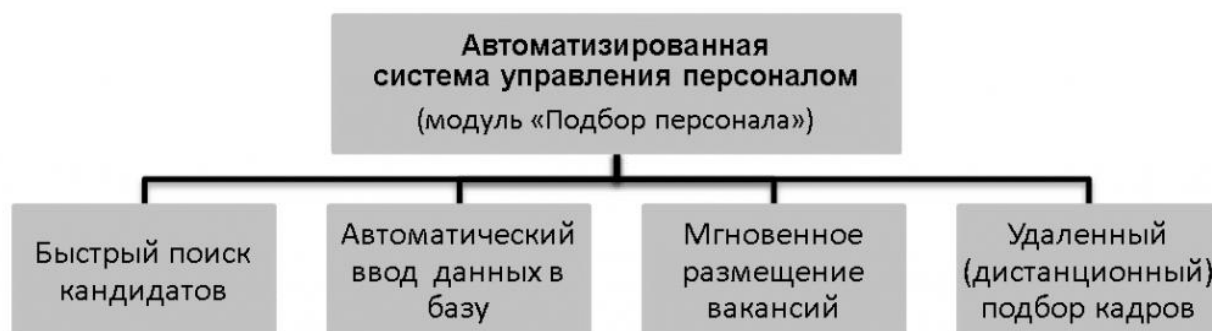 Автоматизированная
система управления персоналом
(модуль «Подбор персонала»)
Быстрый поиск
кандидатов
Автоматический
ввод данных в
базу
Мгновенное
размещение
вакансий
Удаленный
(дистанционный)
подбор кадров